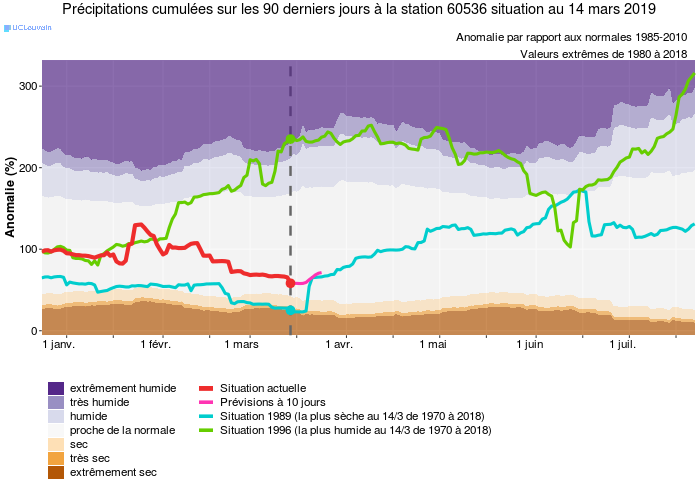 Précipitations cumulées sur les 90 derniers jours à la station 60536 situation au 14 mars 2019
UCLouvain
Anomalie par rapport aux normales 1985-2010
Valeurs extrêmes de 1980 à 2018
Anomalie (%)
300
200
100
0
1 janv. 1 févr. 1 mars 1 avr. 1 mai 1 juin 1 juil.
extrêmement humide
très humide
humide
proche de la normale
sec
très sec
extrêmement sec
Situation actuelle
Prévisions à 10 jours
Situation 1989 (la plus sèche au 14/3 de 1970 à 2018)
Situation 1996 (la plus humide au 14/3 de 1970 à 2018)